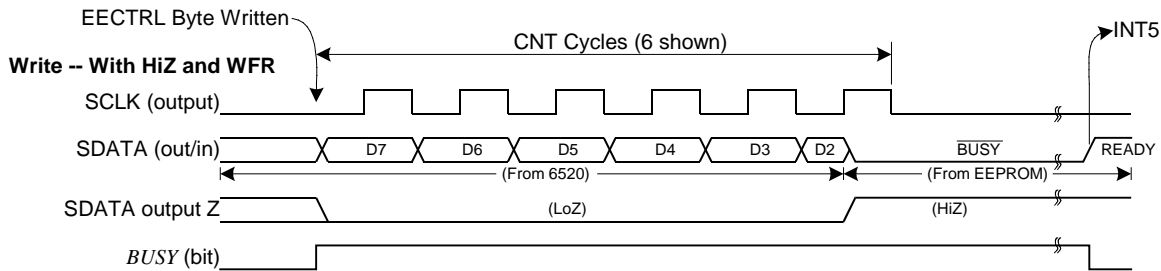 EECTRL Byte Written
INT5
CNT Cycles (6 shown)
Write -- With HiZ and WFR
SCLK (output)
SDATA (out/in)
D7
D6
D5
D4
D3
D2
BUSY
READY
(From 6520)
(From EEPROM)
SDATA output Z
(LoZ)
(HiZ)
BUSY (bit)